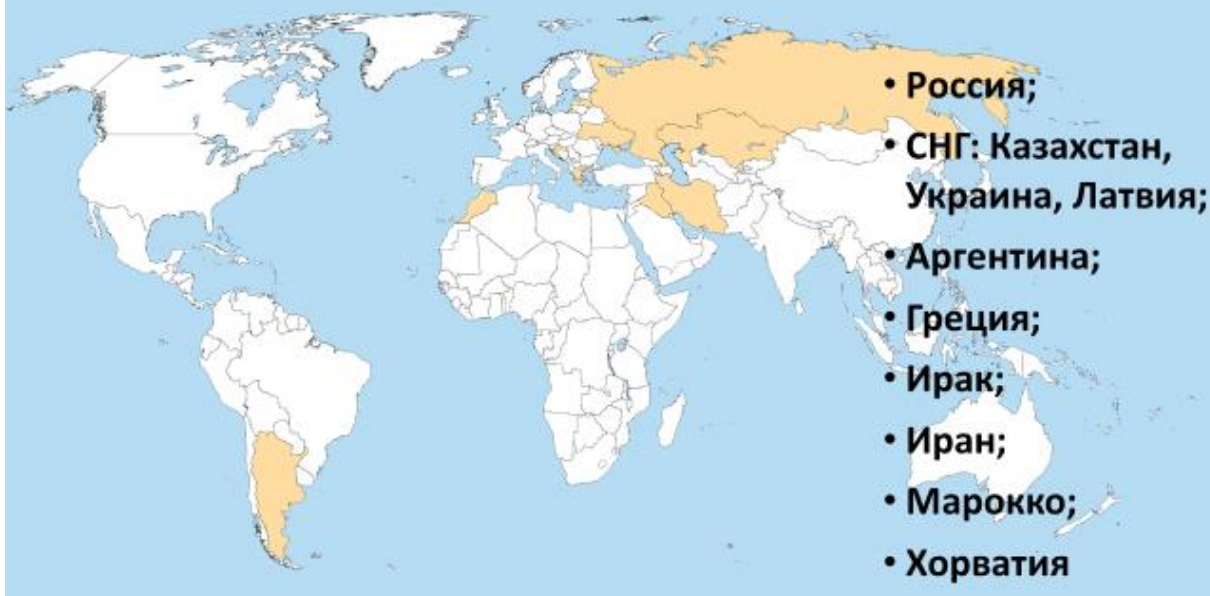 • Россия;
• СНГ: Казахстан,
Украина, Латвия;
• Аргентина;
• Греция;
• Ирак;
• Иран;
• Марокко;
• Хорватия